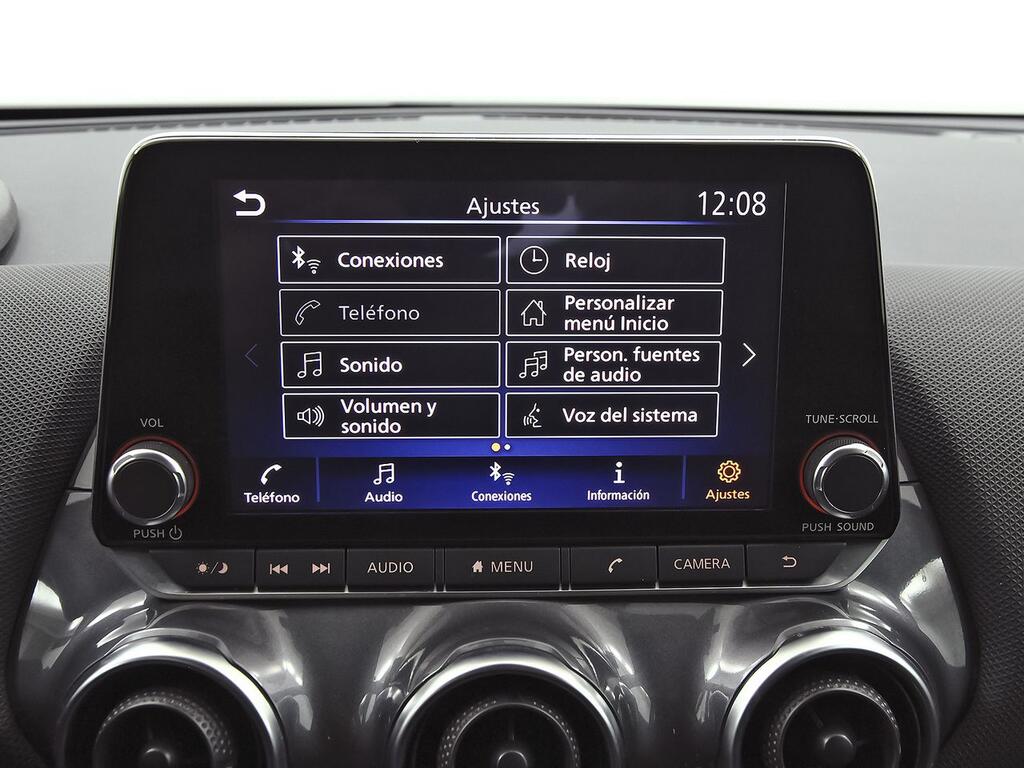 Ajustes
12:08
Conexiones
Reloj
Teléfono
Personalizar
menú Inicio
Sonido
Person. fuentes
de audio
Volumen y
sonido
Voz del sistema
Teléfono
Audio
Conexiones
Información
Ajustes
VOL
PUSH
TUNE·SCROLL
PUSH SOUND
AUDIO
MENU
CAMERA